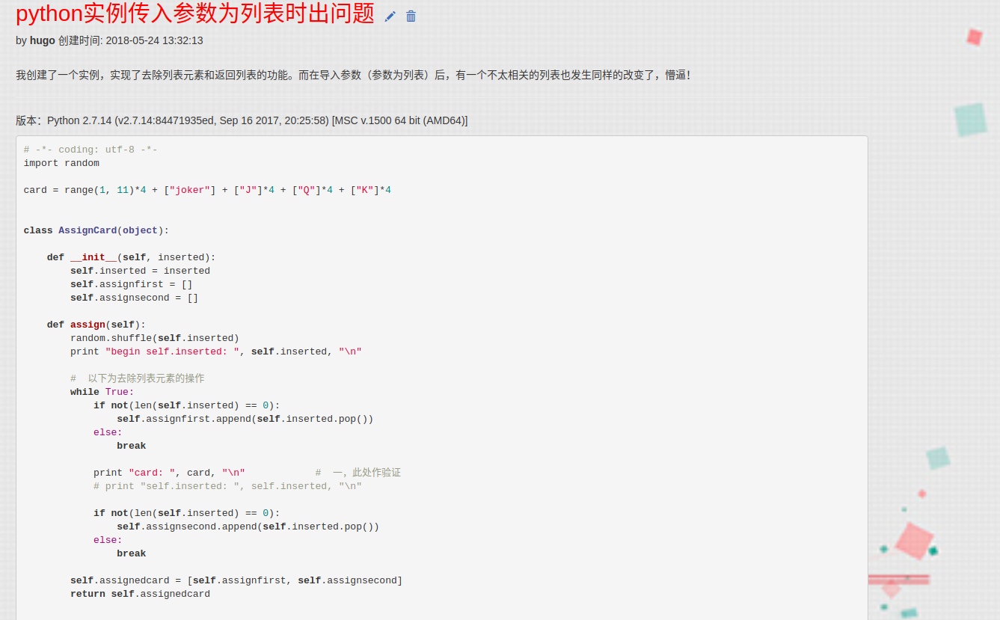 python实例传入参数为列表时出问题
by hugo 创建时间: 2018-05-24 13:32:13
我创建了一个实例，实现了去除列表元素和返回列表的功能。而在导入参数（参数为列表）后，有一个不太相关的列表也发生同样的改变了，懵逼！
版本：Python 2.7.14 (v2.7.14:84471935ed, Sep 16 2017, 20:25:58) [MSC v.1500 64 bit (AMD64)]
# -*- coding: utf-8 -*-
import random
card = range(1, 11)*4 + ["joker"] + ["J"]*4 + ["Q"]*4 + ["K"]*4
class AssignCard(object):
    def __init__(self, inserted):
        self.inserted = inserted
        self.assignfirst = []
        self.assignsecond = []
    def assign(self):
        random.shuffle(self.inserted)
        print "begin self.inserted: ", self.inserted, "\n"
        #  以下为去除列表元素的操作
        while True:
            if not(len(self.inserted) == 0):
                self.assignfirst.append(self.inserted.pop())
            else:
                break
            print "card: ", card, "\n"            #  一，此处作验证
            # print "self.inserted: ", self.inserted, "\n"
            if not(len(self.inserted) == 0):
                self.assignsecond.append(self.inserted.pop())
            else:
                break
        self.assignedcard = [self.assignfirst, self.assignsecond]
        return self.assignedcard